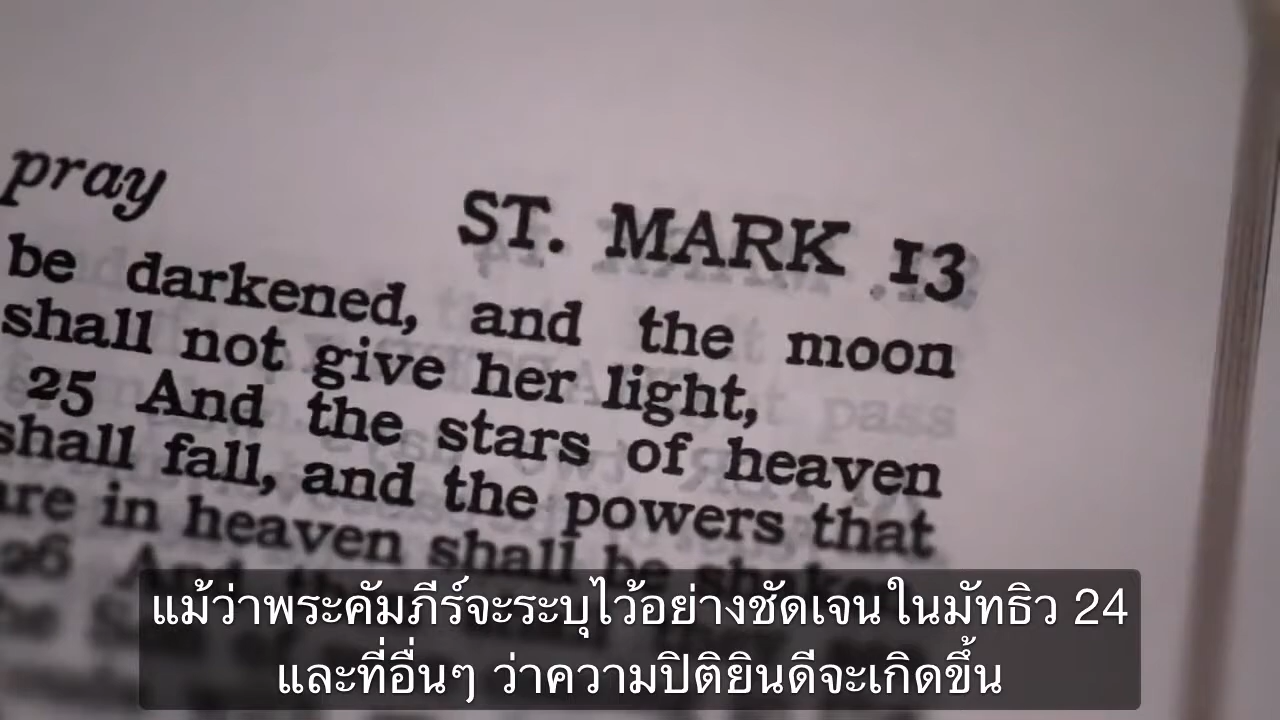 pray ST. MARK 13
be darkened, and the moon
shall not give her light,
25 And the stars of heaven
shall fall, and the powers that
are in heaven shall be
26
แม้ว่าพระคัมภีร์จะระบุไว้อย่างชัดเจนในมัทธิว 24
และที่อื่นๆ ว่าความปิติยินดีจะเกิดขึ้น